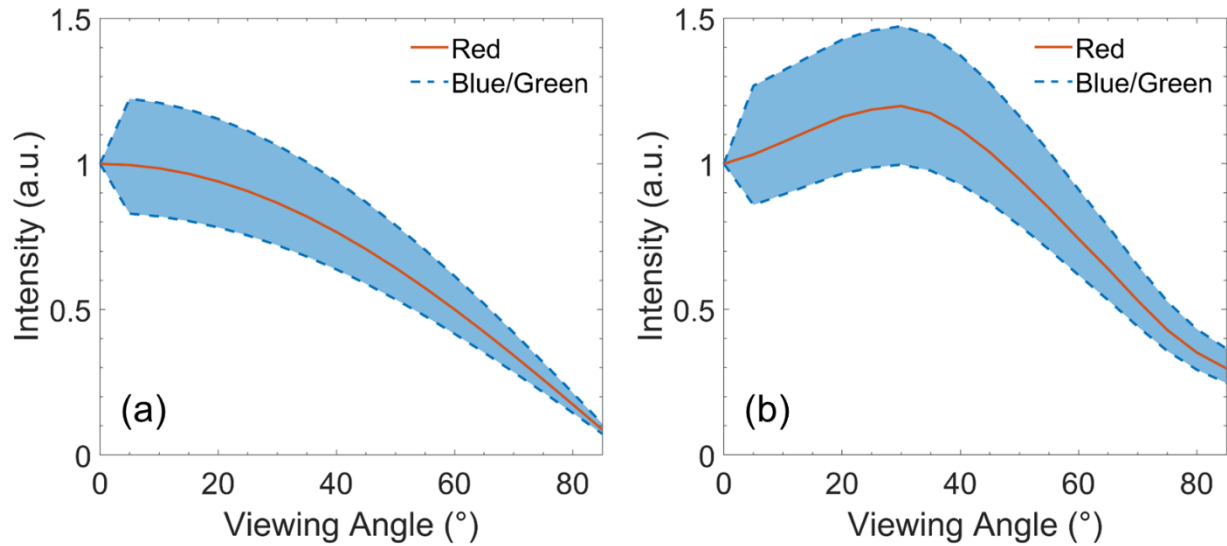 1.5
1
0.5
0
Intensity (a.u.)
Red
Blue/Green
(a)
0 20 40 60 80
Viewing Angle (°)
1.5
1
0.5
0
Intensity (a.u.)
Red
Blue/Green
(b)
0 20 40 60 80
Viewing Angle (°)